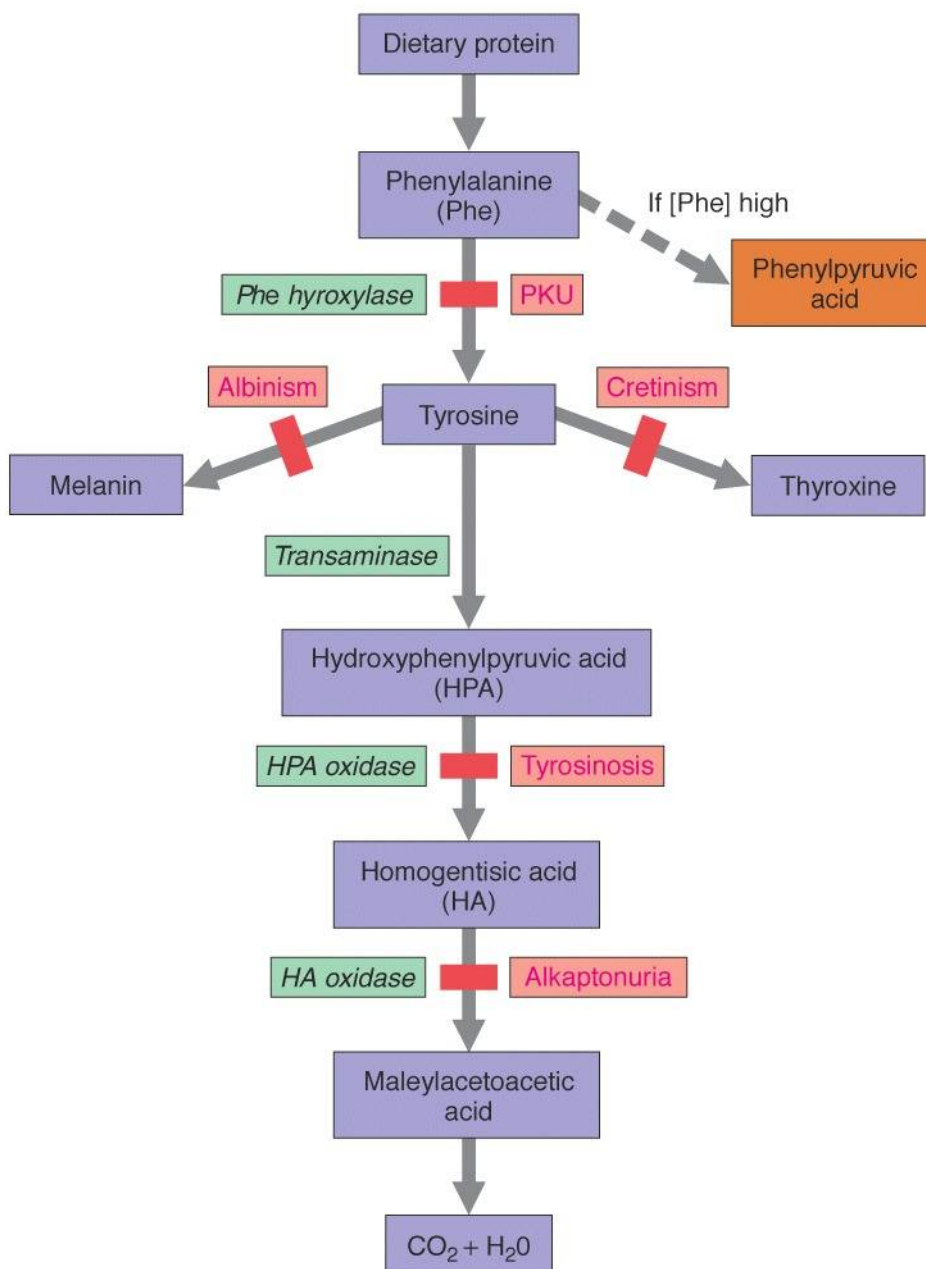 Dietary protein
Phenylalanine
(Phe)
If [Phe] high
Phenylpyruvic
acid
Phe hyroxylase
PKU
Albinism
Cretinism
Tyrosine
Melanin
Thyroxine
Transaminase
Hydroxyphenylpyruvic acid
(HPA)
HPA oxidase
Tyrosinosis
Homogentisic acid
(HA)
HA oxidase
Alkaptonuria
Maleylacetoacetic
acid
CO₂ + H₂0